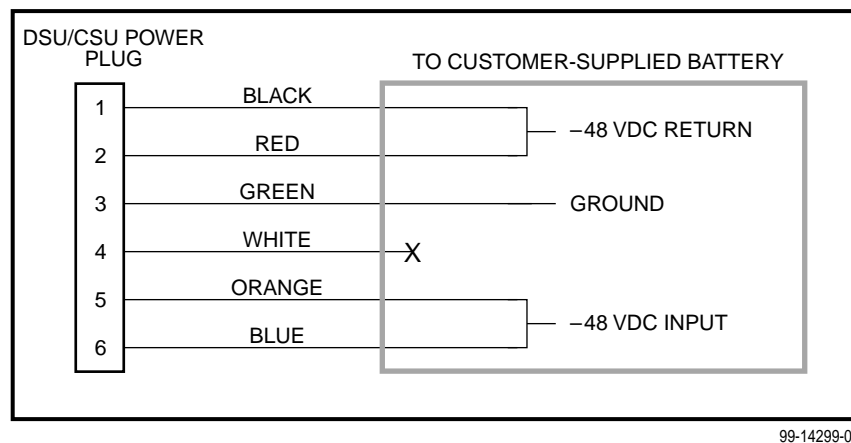 DSU/CSU POWER
PLUG
TO CUSTOMER-SUPPLIED BATTERY
1 BLACK
–48 VDC RETURN
2 RED
3 GREEN GROUND
4 WHITE X
5 ORANGE
–48 VDC INPUT
6 BLUE
99-14299-0